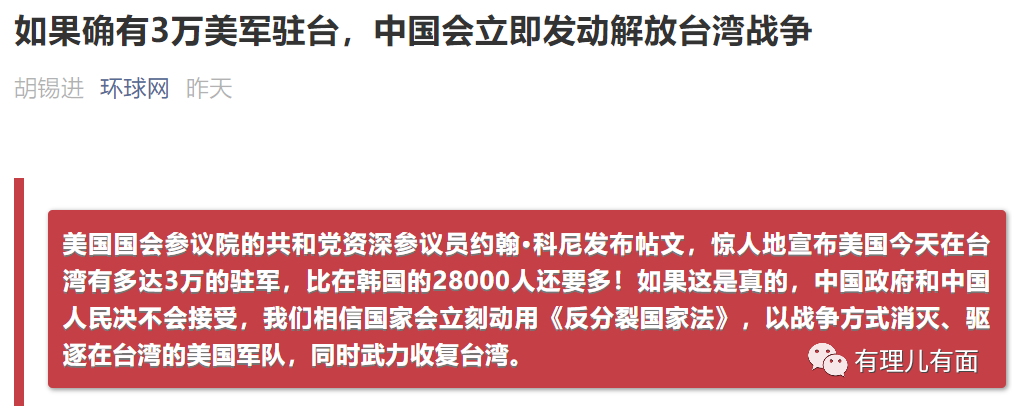 如果确有3万美军驻台，中国会立即发动解放台湾战争
胡锡进 环球网 昨天
美国国会参议院的共和党资深参议员约翰·科尼发布帖文，惊人地宣布美国今天在台
湾有多达3万的驻军，比在韩国的28000人还要多！如果这是真的，中国政府和中国
人民决不会接受，我们相信国家会立刻动用《反分裂国家法》，以战争方式消灭、驱
逐在台湾的美国军队，同时武力收复台湾。
有理儿有面